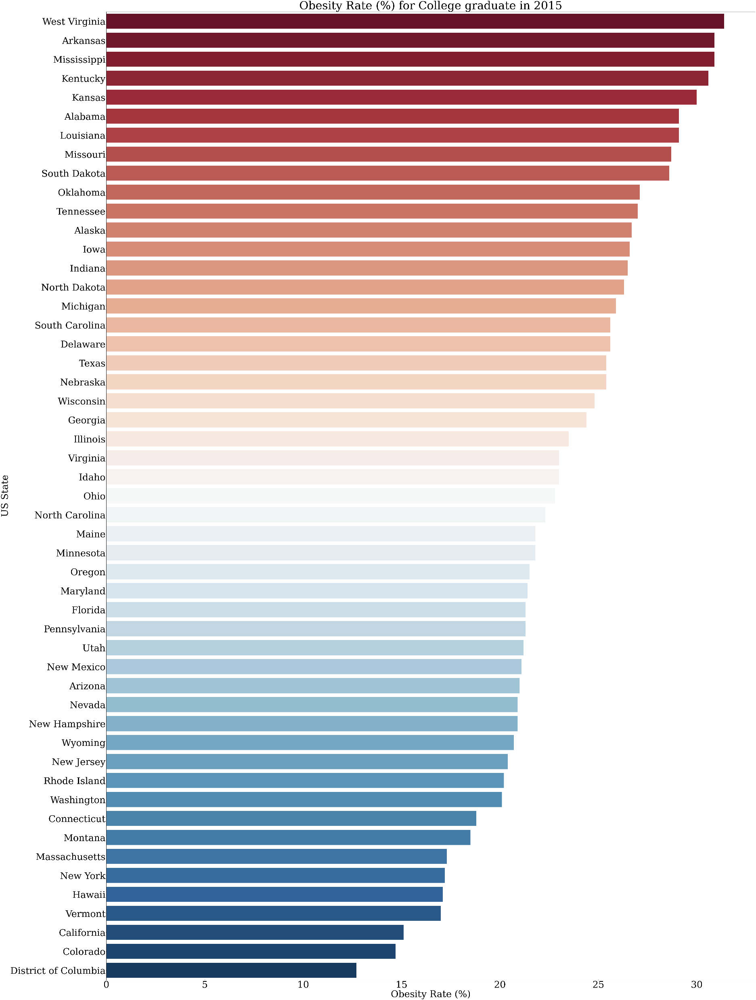 Obesity Rate (%) for College graduate in 2015
West Virginia
Arkansas
Mississippi
Kentucky
Kansas
Alabama
Louisiana
Missouri
South Dakota
Oklahoma
Tennessee
Alaska
Iowa
Indiana
North Dakota
Michigan
South Carolina
Delaware
Texas
Nebraska
Wisconsin
Georgia
Illinois
Virginia
Idaho
Ohio
North Carolina
Maine
Minnesota
Oregon
Maryland
Florida
Pennsylvania
Utah
New Mexico
Arizona
Nevada
New Hampshire
Wyoming
New Jersey
Rhode Island
Washington
Connecticut
Montana
Massachusetts
New York
Hawaii
Vermont
California
Colorado
District of Columbia
US State
0 5 10 15 20 25 30
Obesity Rate (%)